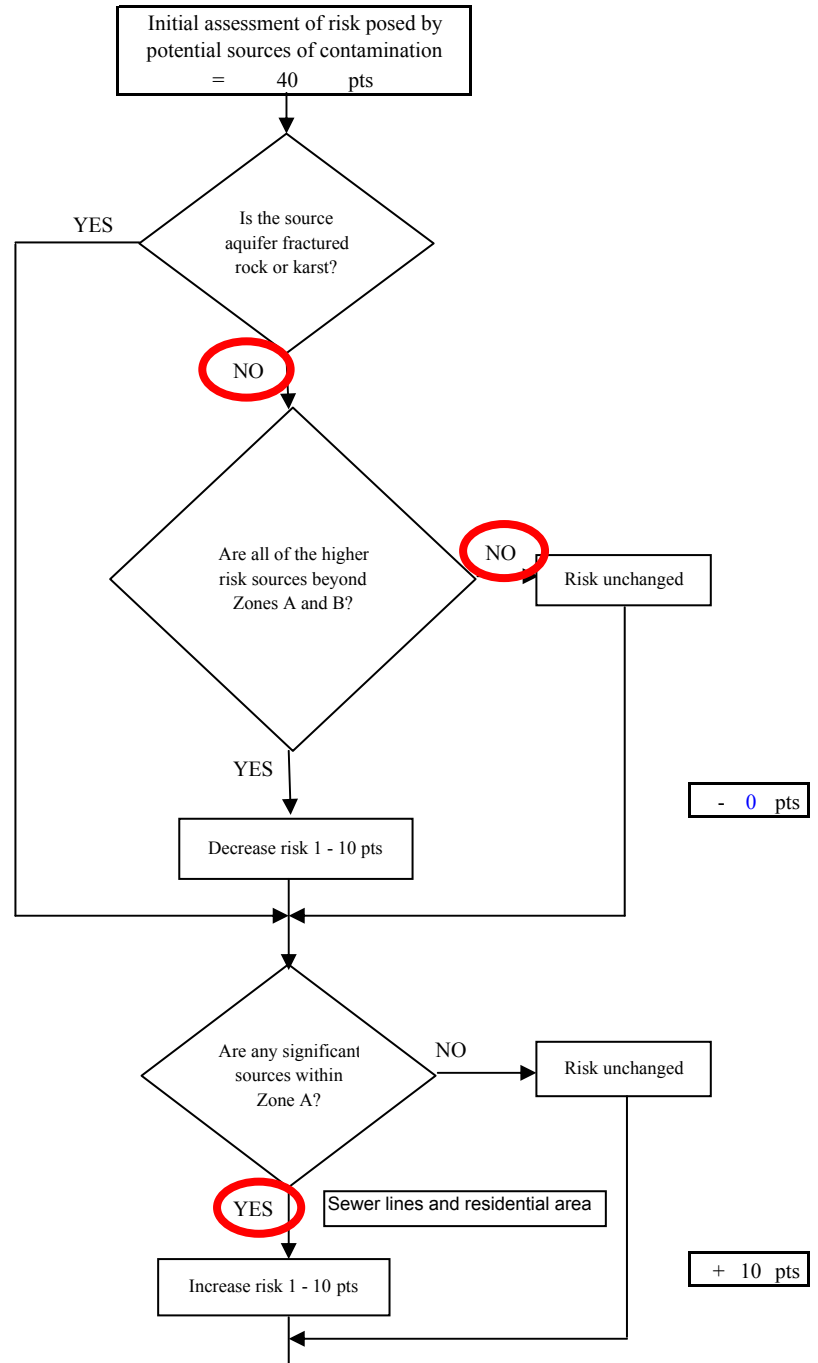 Initial assessment of risk posed by
potential sources of contamination
= 40 pts
YES
Is the source
aquifer fractured
rock or karst?
NO
Are all of the higher
risk sources beyond
Zones A and B?
NO
Risk unchanged
YES
- 0 pts
Decrease risk 1 - 10 pts
Are any significant
sources within
Zone A?
NO
Risk unchanged
YES
Sewer lines and residential area
+ 10 pts
Increase risk 1 - 10 pts